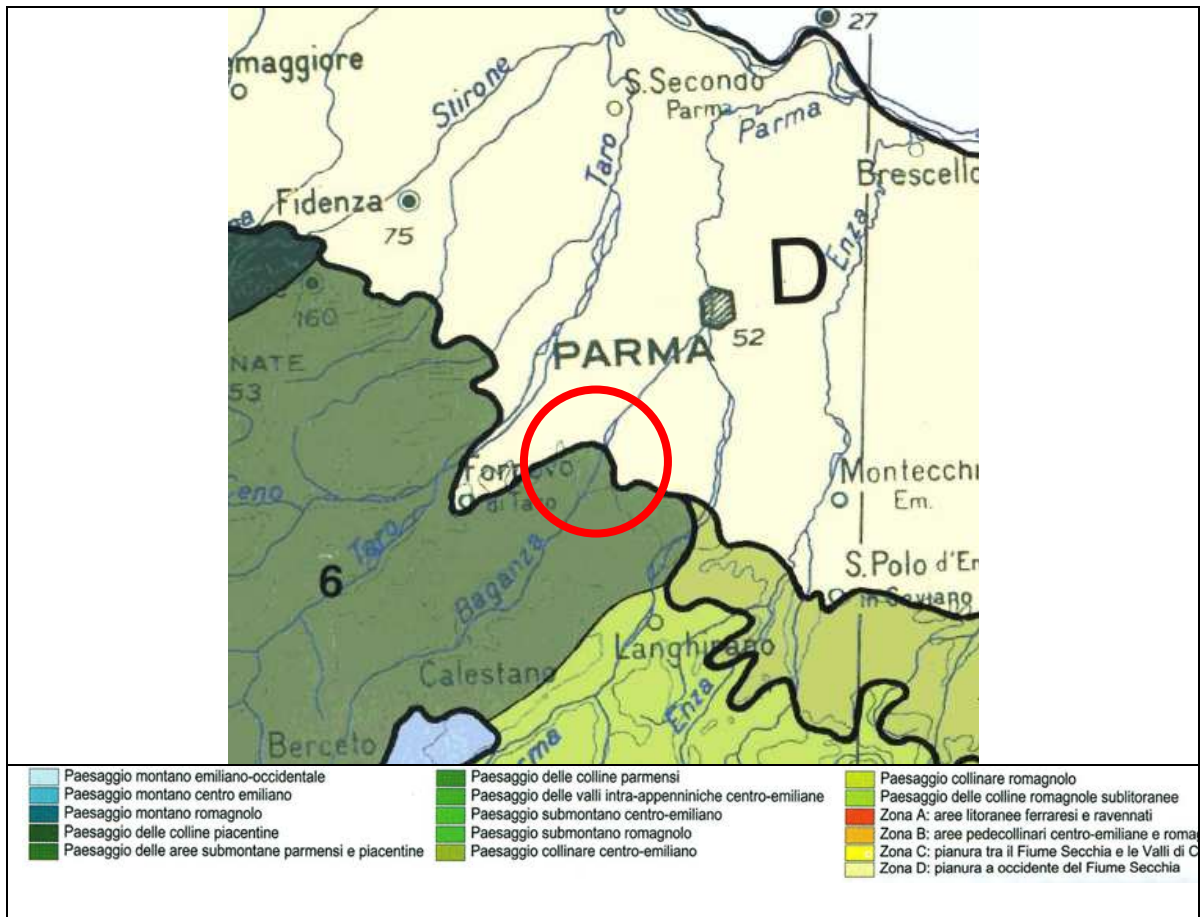 27
maggiore
Stirone
S.Secondo
Parma
Parma
Taro
Brescello
Fidenza
75
Enza
D
160
52
PARMA
NATE
53
Fornovo
di Taro
Montecchi
Em.
Ceno
Taro
Baganza
6
S.Polo d'En
in Caviano
Langhirano
Calestano
Enza
Parma
Berceto
Paesaggio montano emiliano-occidentale
Paesaggio montano centro emiliano
Paesaggio montano romagnolo
Paesaggio delle colline piacentine
Paesaggio delle aree submontane parmensi e piacentine
Paesaggio delle colline parmensi
Paesaggio delle valli intra-appenniniche centro-emiliane
Paesaggio submontano centro-emiliano
Paesaggio submontano romagnolo
Paesaggio collinare centro-emiliano
Paesaggio collinare romagnolo
Paesaggio delle colline romagnole sublitoranee
Zona A: aree litoranee ferraresi e ravennati
Zona B: aree pedecollinari centro-emiliane e romag
Zona C: pianura tra il Fiume Secchia e le Valli di C
Zona D: pianura a occidente del Fiume Secchia